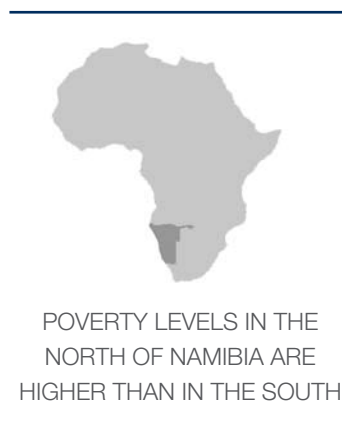 POVERTY LEVELS IN THE
NORTH OF NAMIBIA ARE
HIGHER THAN IN THE SOUTH